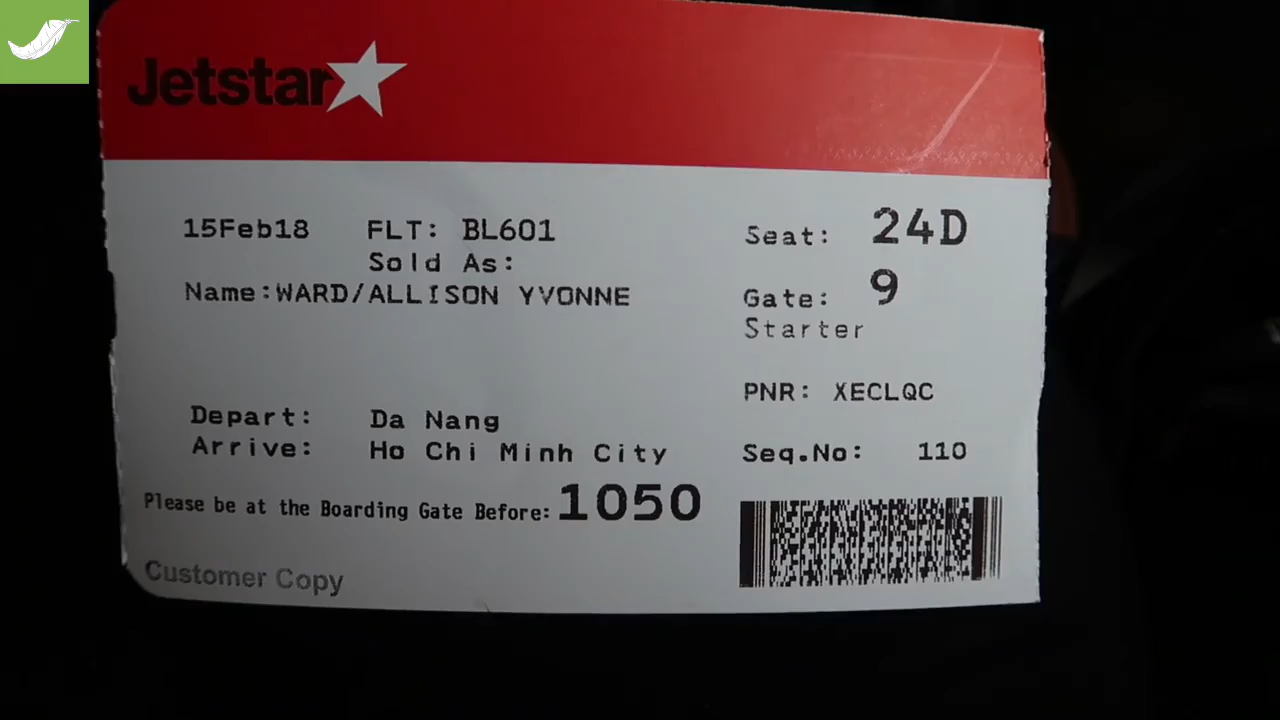 Jetstar
15Feb18 FLT: BL601
Sold As:
Name:WARD/ALLISON YVONNE
Seat: 24D
Gate: 9
Starter
PNR: XECLQC
Depart: Da Nang
Arrive: Ho Chi Minh City
Seq.No: 110
Please be at the Boarding Gate Before: 1050
Customer Copy